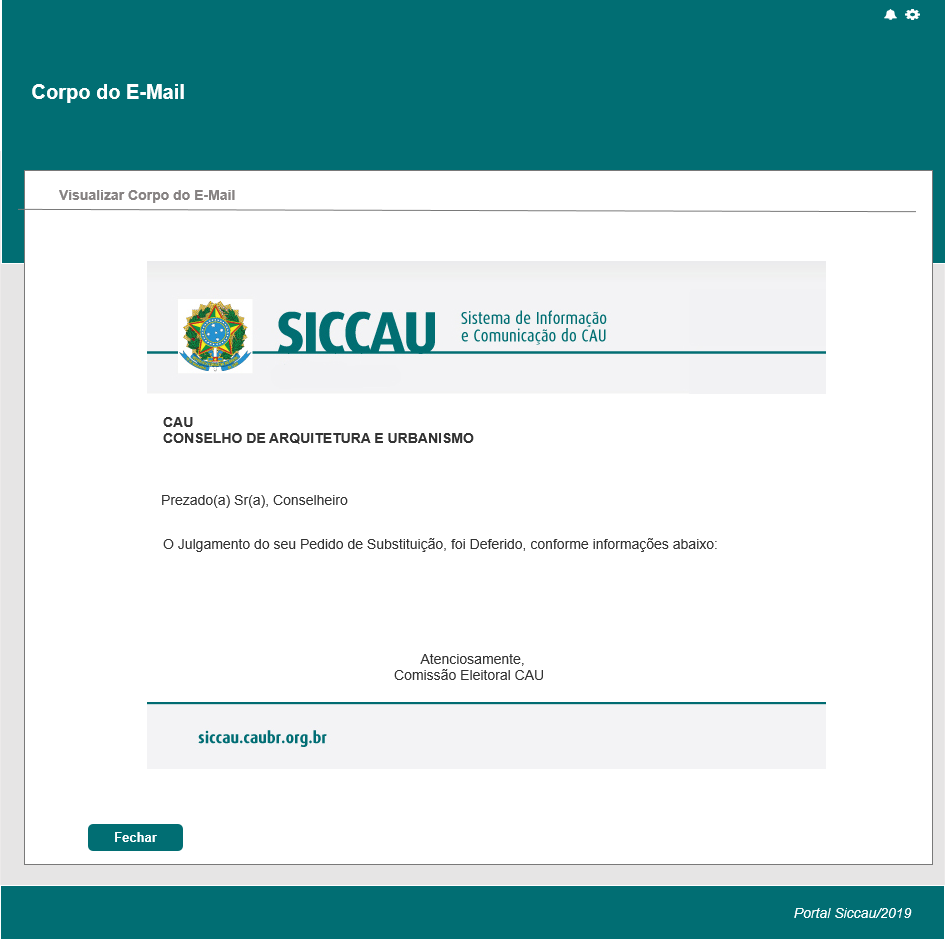 Corpo do E-Mail
Visualizar Corpo do E-Mail
SICCAU
Sistema de Informação
e Comunicação do CAU
CAU
CONSELHO DE ARQUITETURA E URBANISMO
Prezado(a) Sr(a), Conselheiro
O Julgamento do seu Pedido de Substituição, foi Deferido, conforme informações abaixo:
Atenciosamente,
Comissão Eleitoral CAU
siccau.caubr.org.br
Fechar
Portal Siccau/2019